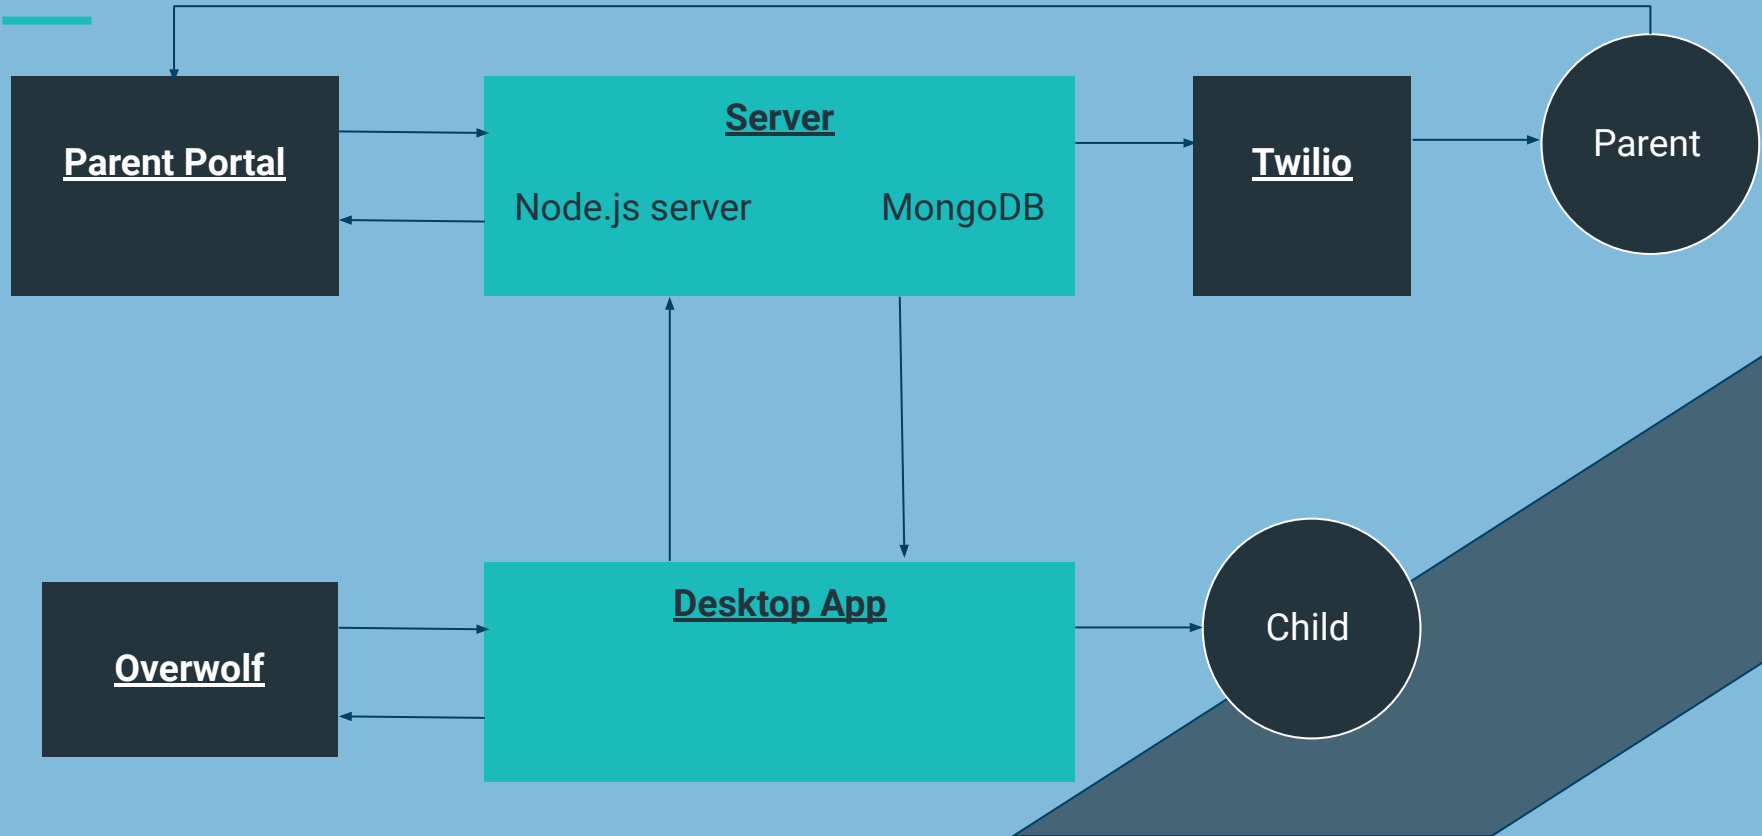 Server
Parent Portal
Twilio
Parent
Node.js server
MongoDB
Desktop App
Overwolf
Child